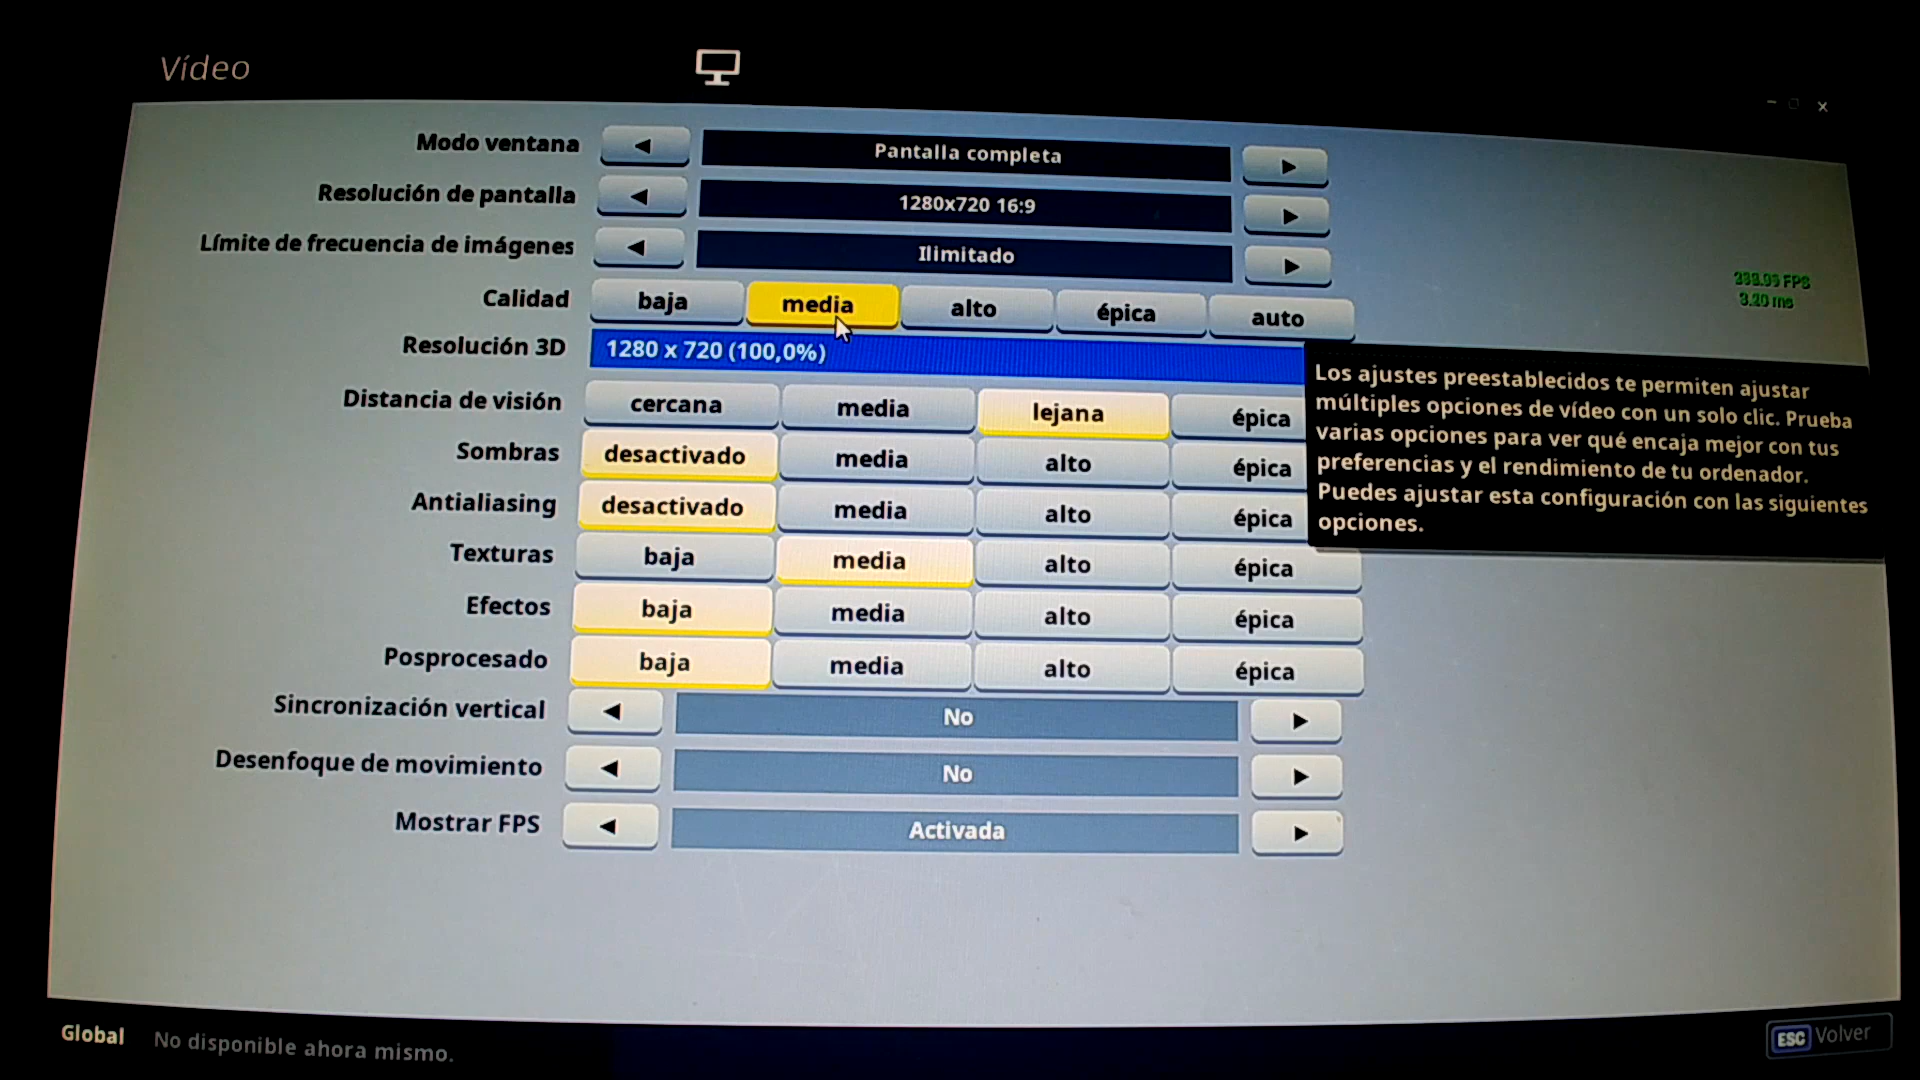 Vídeo
Modo ventana ◀ Pantalla completa ▶
Resolución de pantalla ◀ 1280x720 16:9 ▶
Límite de frecuencia de imágenes ◀ Ilimitado ▶
Calidad baja media alto épica auto
Resolución 3D 1280 x 720 (100,0%)
Distancia de visión cercana media lejana épica
Sombras desactivado media alto épica
Antialiasing desactivado media alto épica
Texturas baja media alto épica
Efectos baja media alto épica
Posprocesado baja media alto épica
Sincronización vertical ◀ No ▶
Desenfoque de movimiento ◀ No ▶
Mostrar FPS ◀ Activada ▶
FPS
ms
Los ajustes preestablecidos te permiten ajustar
múltiples opciones de vídeo con un solo clic. Prueba
varias opciones para ver qué encaja mejor con tus
preferencias y el rendimiento de tu ordenador.
Puedes ajustar esta configuración con las siguientes
opciones.
Global No disponible ahora mismo.
ESC Volver